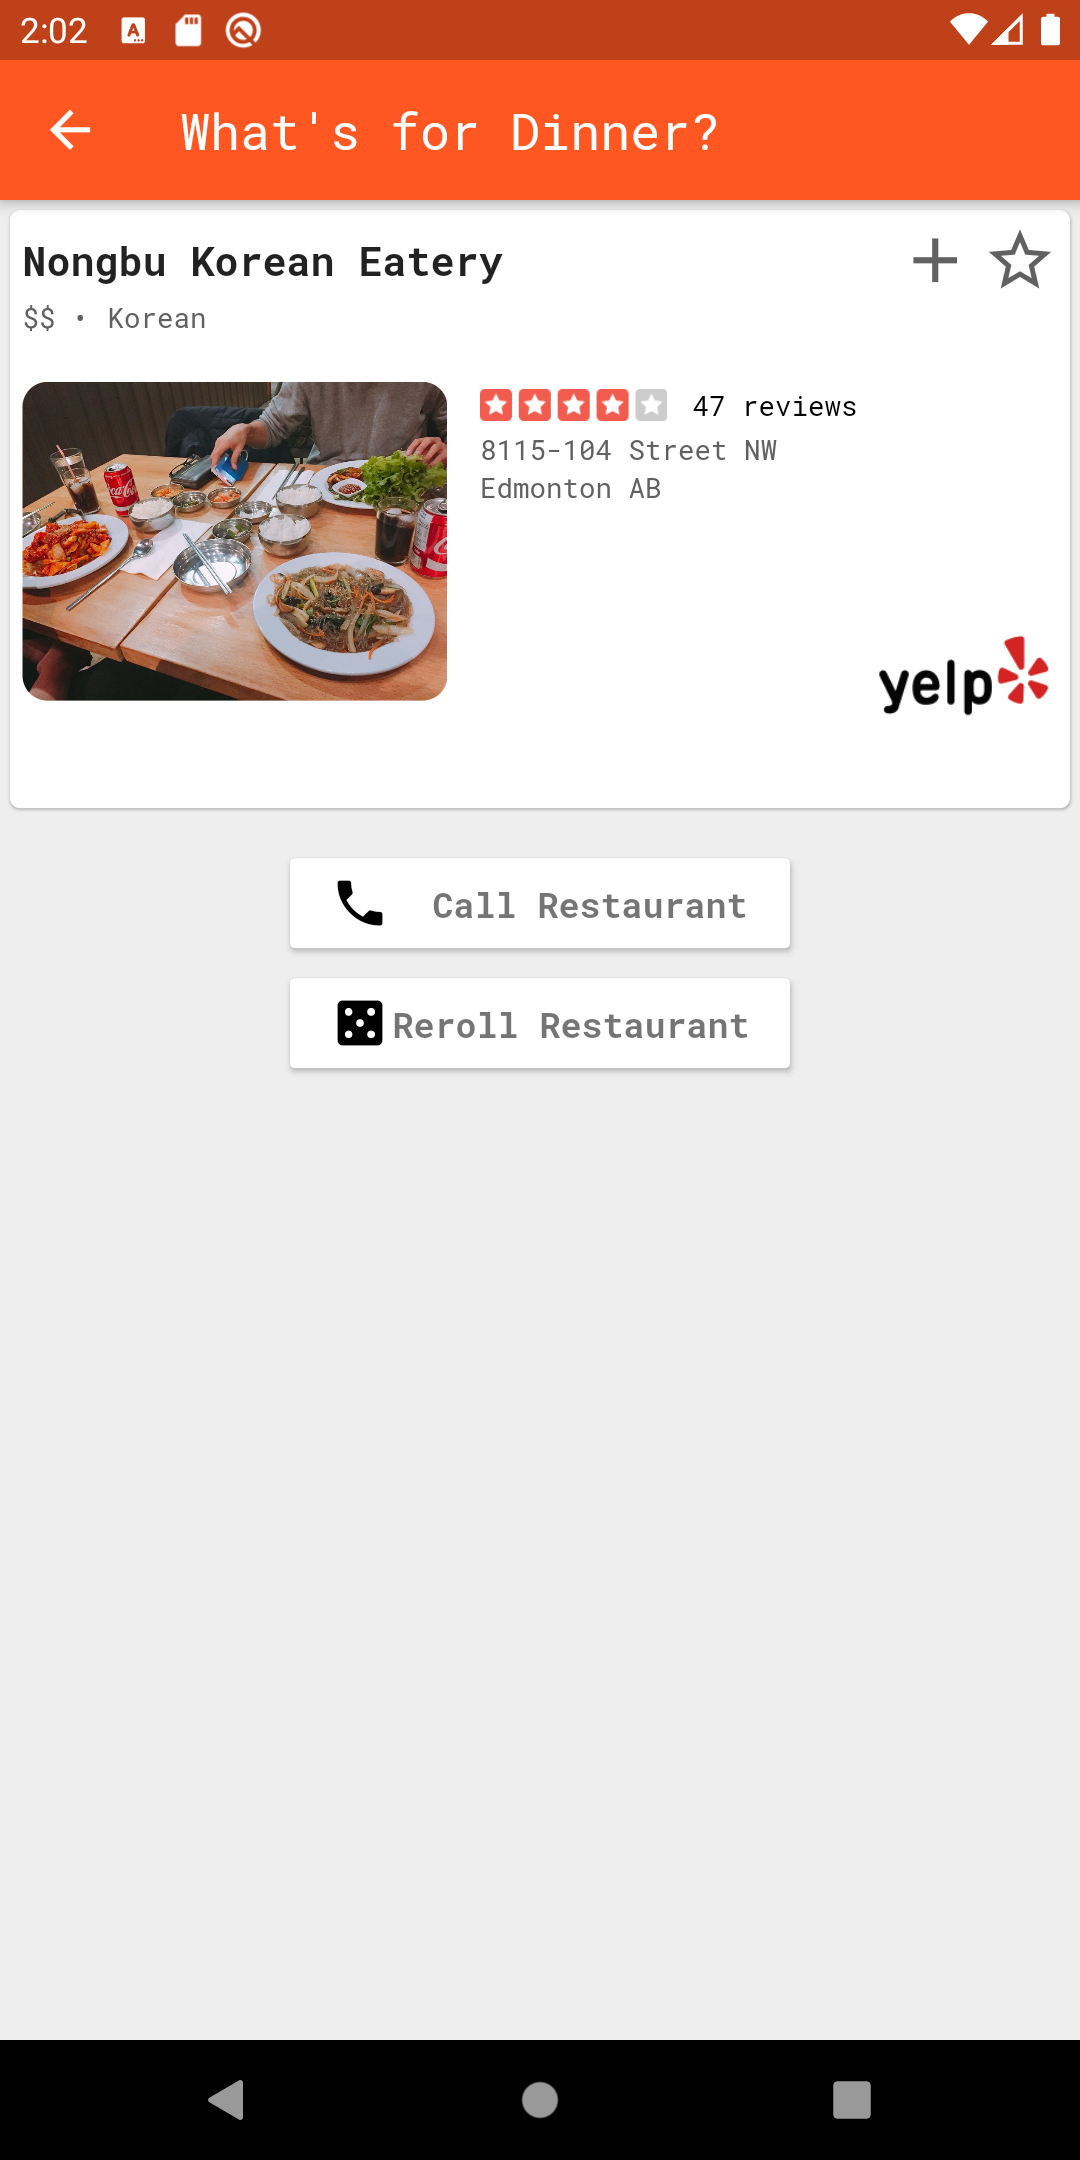 2:02
What's for Dinner?
Nongbu Korean Eatery
$$ • Korean
47 reviews
8115-104 Street NW
Edmonton AB
yelp
Call Restaurant
Reroll Restaurant